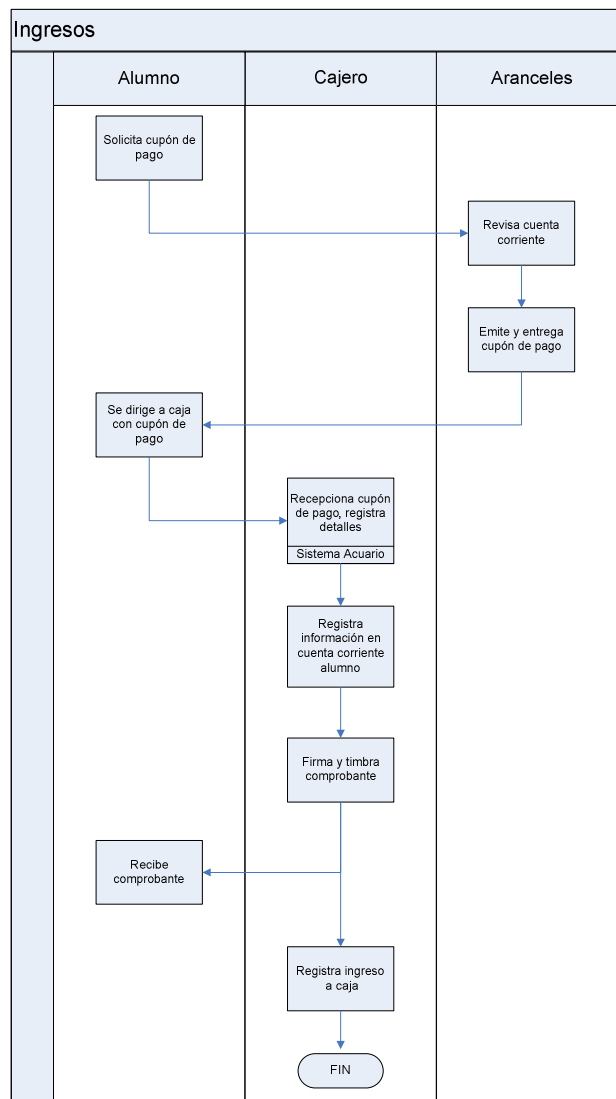 Ingresos
Alumno
Cajero
Aranceles
Solicita cupón de
pago
Revisa cuenta
corriente
Emite y entrega
cupón de pago
Se dirige a caja
con cupón de
pago
Recepciona cupón
de pago, registra
detalles
Sistema Acuario
Registra
información en
cuenta corriente
alumno
Firma y timbra
comprobante
Recibe
comprobante
Registra ingreso
a caja
FIN